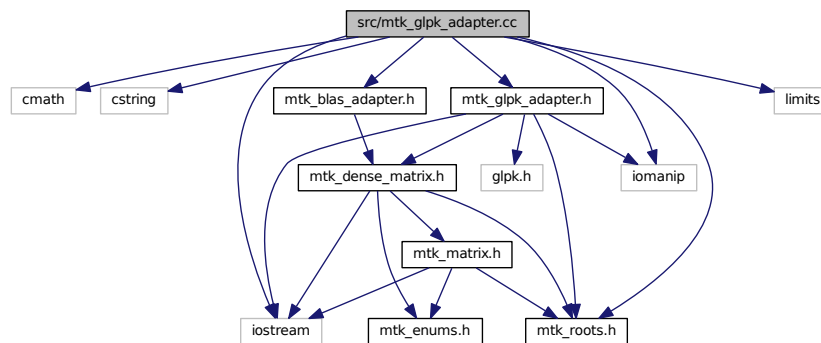 src/mtk_glpk_adapter.cc
cmath
cstring
mtk_blas_adapter.h
mtk_glpk_adapter.h
limits
mtk_dense_matrix.h
glpk.h
iomanip
mtk_matrix.h
iostream
mtk_enums.h
mtk_roots.h